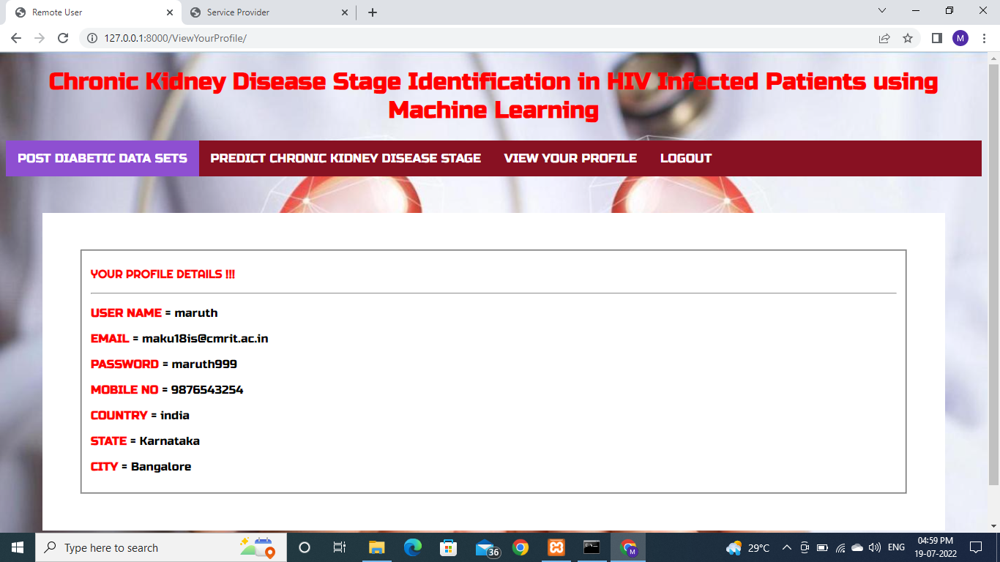 Remote User
Service Provider
127.0.0.1:8000/ViewYourProfile/
M
Chronic Kidney Disease Stage Identification in HIV Infected Patients using
Machine Learning
POST DIABETIC DATA SETS PREDICT CHRONIC KIDNEY DISEASE STAGE VIEW YOUR PROFILE LOGOUT
YOUR PROFILE DETAILS !!!
USER NAME = maruth
EMAIL = maku18is@cmrit.ac.in
PASSWORD = maruth999
MOBILE NO = 9876543254
COUNTRY = india
STATE = Karnataka
CITY = Bangalore
Type here to search
36
M
29°C
ENG
04:59 PM
19-07-2022